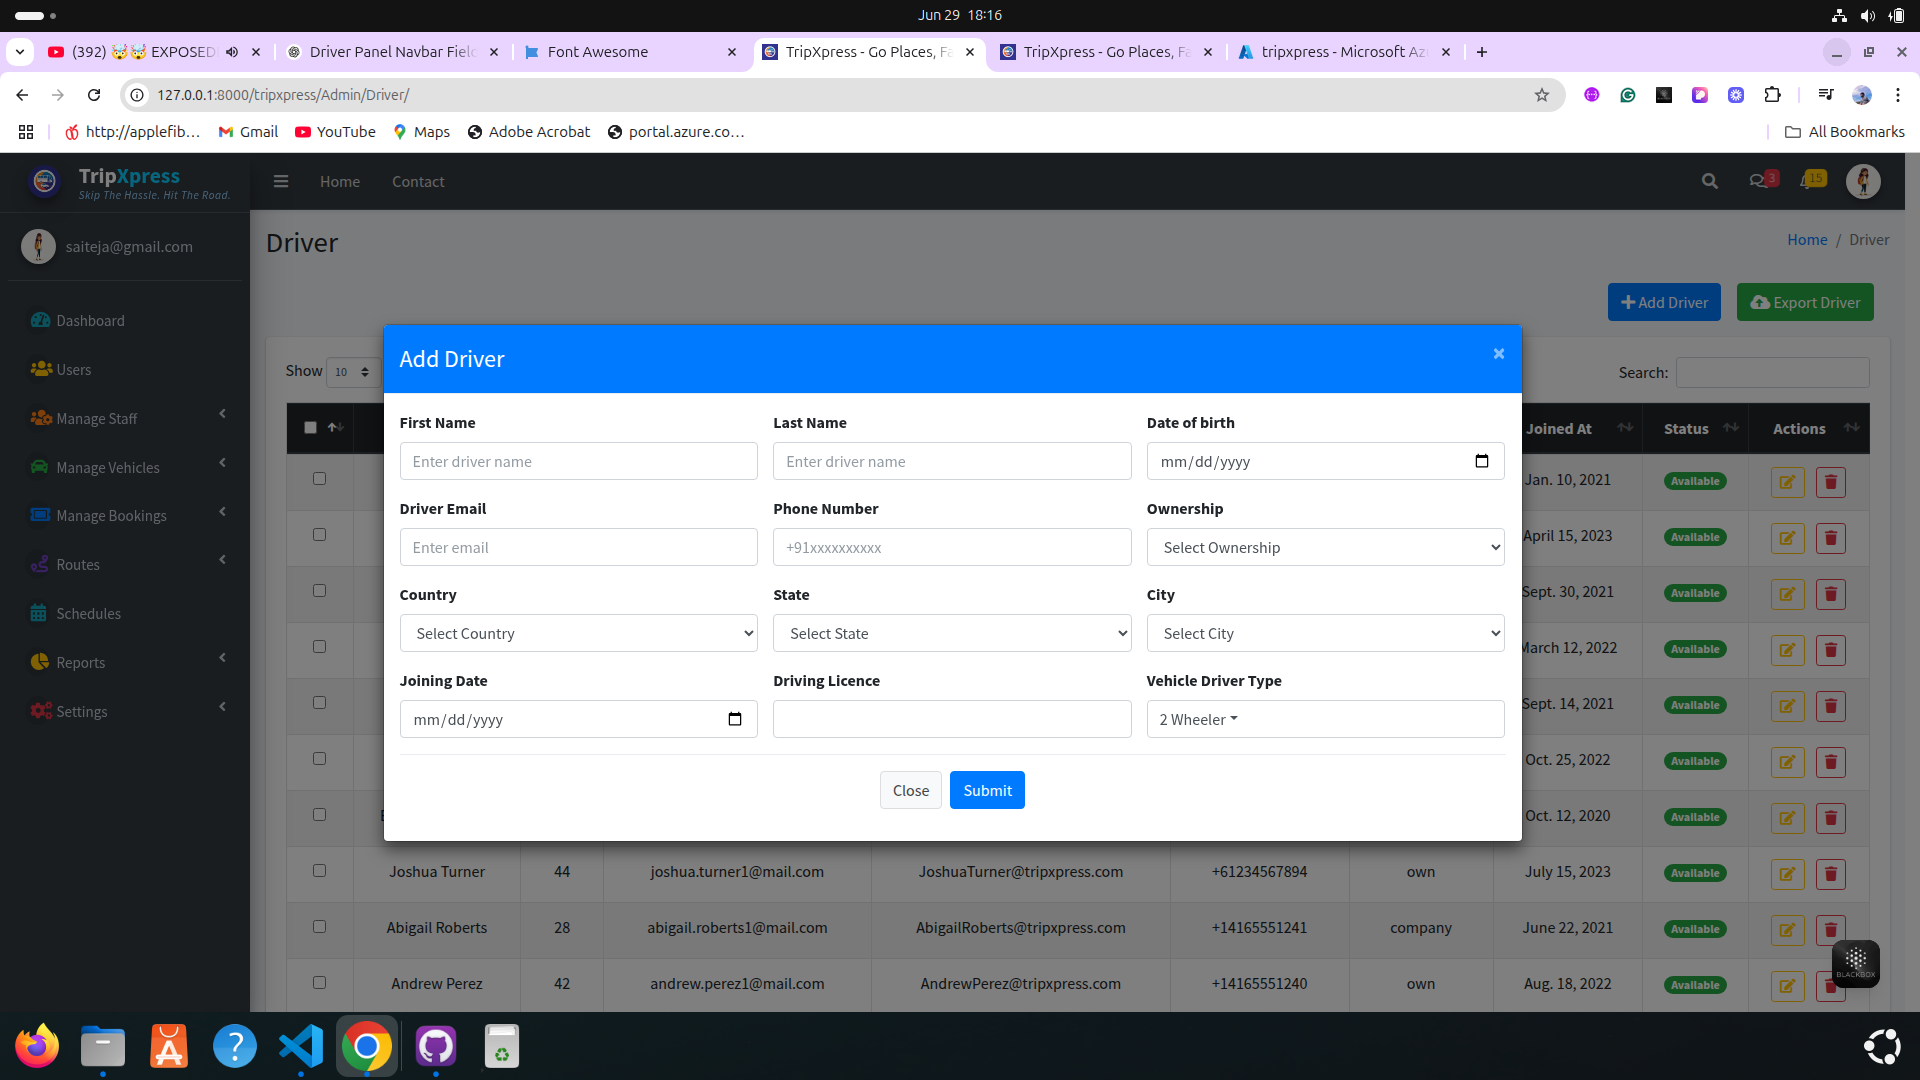 Jun 29 18:16
(392) 🤯🤯 EXPOSED
Driver Panel Navbar Fiel
Font Awesome
TripXpress - Go Places, Fa
TripXpress - Go Places, Fa
tripxpress - Microsoft Az
127.0.0.1:8000/tripxpress/Admin/Driver/
http://applefib...
Gmail
YouTube
Maps
Adobe Acrobat
portal.azure.co...
All Bookmarks
TripXpress
Skip The Hassle. Hit The Road.
Home
Contact
3
15
saiteja@gmail.com
Driver
Home / Driver
Dashboard
Users
Manage Staff
Manage Vehicles
Manage Bookings
Routes
Schedules
Reports
Settings
Add Driver
Export Driver
Show 10
Search:
Joined At
Status
Actions
Jan. 10, 2021 Available
April 15, 2023 Available
Sept. 30, 2021 Available
March 12, 2022 Available
Sept. 14, 2021 Available
Oct. 25, 2022 Available
Oct. 12, 2020 Available
Add Driver
×
First Name
Last Name
Date of birth
Enter driver name
Enter driver name
mm/dd/yyyy
Driver Email
Phone Number
Ownership
Enter email
+91xxxxxxxxxx
Select Ownership
Country
State
City
Select Country
Select State
Select City
Joining Date
Driving Licence
Vehicle Driver Type
mm/dd/yyyy
2 Wheeler
Close
Submit
Joshua Turner 44 joshua.turner1@mail.com JoshuaTurner@tripxpress.com +61234567894 own July 15, 2023 Available
Abigail Roberts 28 abigail.roberts1@mail.com AbigailRoberts@tripxpress.com +14165551241 company June 22, 2021 Available
Andrew Perez 42 andrew.perez1@mail.com AndrewPerez@tripxpress.com +14165551240 own Aug. 18, 2022 Available
BLACKBOX